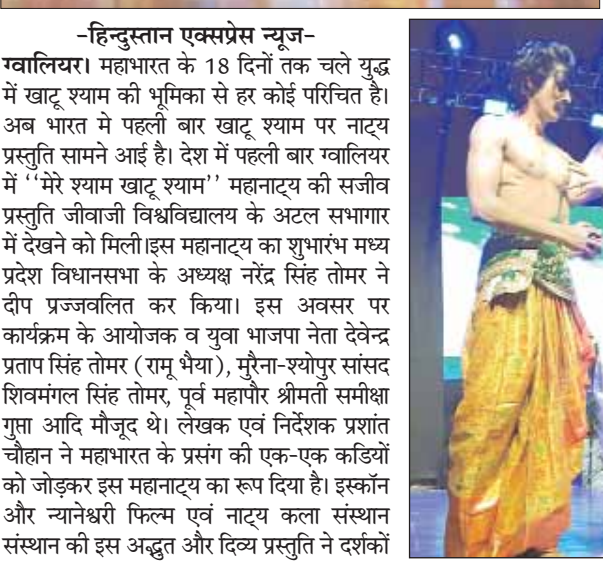 -हिन्दुस्तान एक्सप्रेस न्यूज-
ग्वालियर। महाभारत के 18 दिनों तक चले युद्ध
में खाटू श्याम की भूमिका से हर कोई परिचित है।
अब भारत मे पहली बार खाटू श्याम पर नाट्य
प्रस्तुति सामने आई है। देश में पहली बार ग्वालियर
में ‘‘मेरे श्याम खाटू श्याम’’ महानाट्य की सजीव
प्रस्तुति जीवाजी विश्वविद्यालय के अटल सभागार
में देखने को मिली।इस महानाट्य का शुभारंभ मध्य
प्रदेश विधानसभा के अध्यक्ष नरेंद्र सिंह तोमर ने
दीप प्रज्जवलित कर किया। इस अवसर पर
कार्यक्रम के आयोजक व युवा भाजपा नेता देवेन्द्र
प्रताप सिंह तोमर (रामू भैया), मुरैना-श्योपुर सांसद
शिवमंगल सिंह तोमर, पूर्व महापौर श्रीमती समीक्षा
गुप्ता आदि मौजूद थे। लेखक एवं निर्देशक प्रशांत
चौहान ने महाभारत के प्रसंग की एक-एक कडियों
को जोड़कर इस महानाट्य का रूप दिया है। इस्कॉन
और न्यानेश्वरी फिल्म एवं नाट्य कला संस्थान
संस्थान की इस अद्भुत और दिव्य प्रस्तुति ने दर्शकों